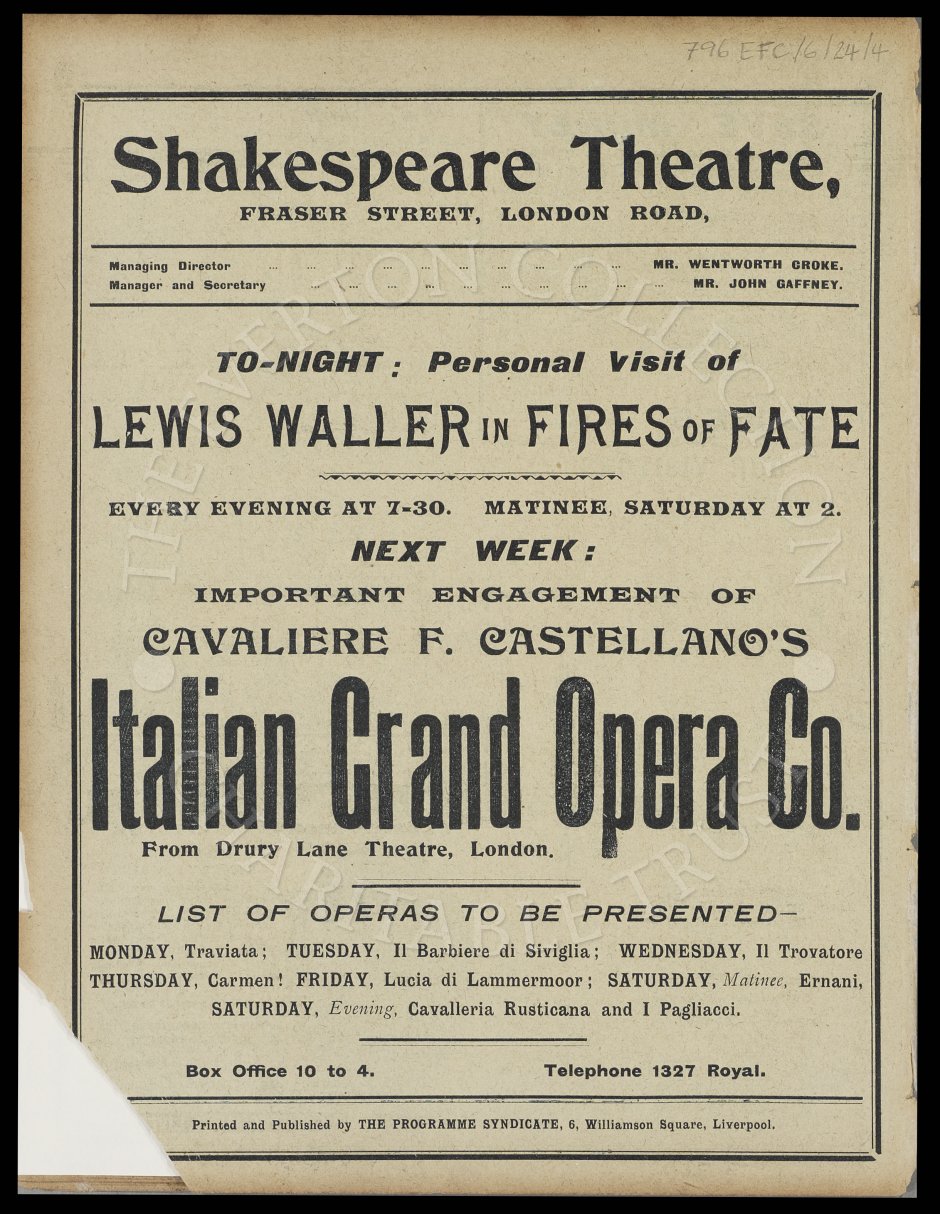 796 EFC/6/24/4
Shakespeare Theatre,
FRASER STREET, LONDON ROAD,
Managing Director ... ... ... ... ... ... ... ... ... ... MR. WENTWORTH CROKE.
Manager and Secretary ... ... ... ... ... ... ... ... ... ... MR. JOHN GAFFNEY.
TO-NIGHT: Personal Visit of
LEWIS WALLER IN FIRES OF FATE
EVERY EVENING AT 7-30. MATINEE, SATURDAY AT 2.
NEXT WEEK:
IMPORTANT ENGAGEMENT OF
CAVALIERE F. CASTELLANO'S
Italian Grand Opera Co.
From Drury Lane Theatre, London.
LIST OF OPERAS TO BE PRESENTED—
MONDAY, Traviata; TUESDAY, Il Barbiere di Siviglia; WEDNESDAY, Il Trovatore
THURSDAY, Carmen! FRIDAY, Lucia di Lammermoor; SATURDAY, Matinee, Ernani,
SATURDAY, Evening, Cavalleria Rusticana and I Pagliacci.
Box Office 10 to 4. Telephone 1327 Royal.
Printed and Published by THE PROGRAMME SYNDICATE, 6, Williamson Square, Liverpool.
THE EVERTON COLLECTION
CHARITABLE TRUST